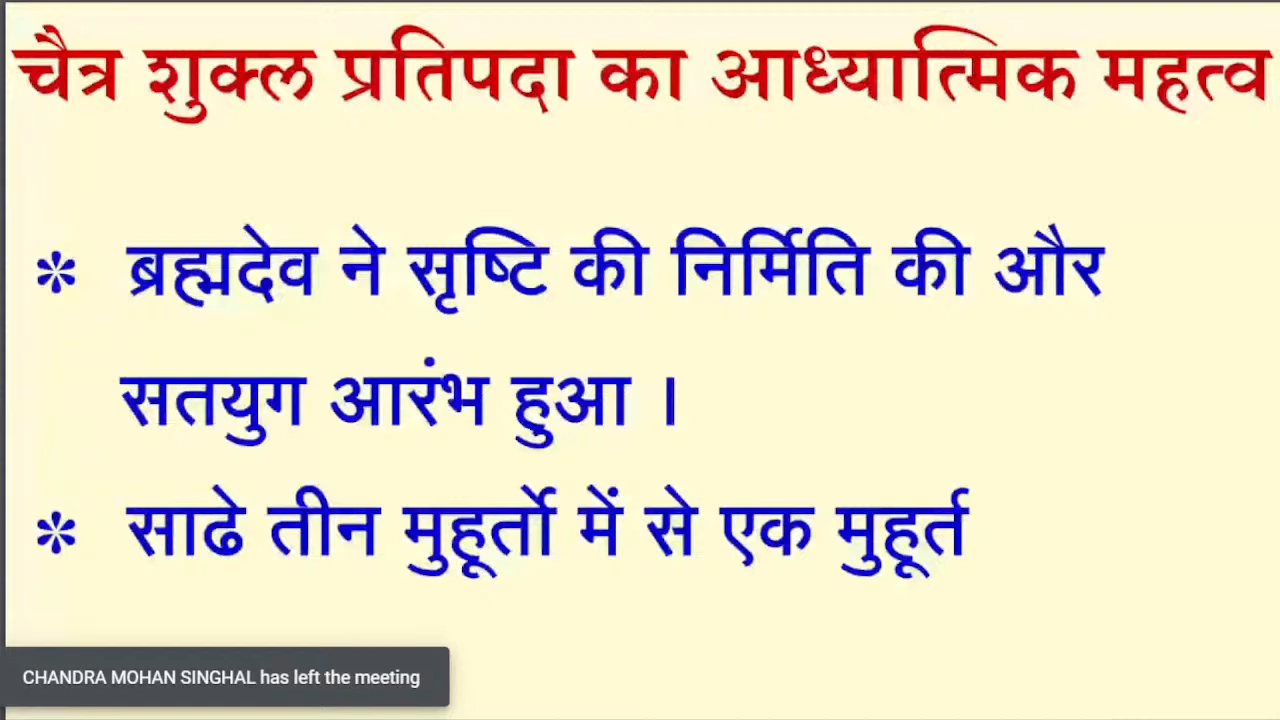 चैत्र शुक्ल प्रतिपदा का आध्यात्मिक महत्व
* ब्रह्मदेव ने सृष्टि की निर्मिति की और
सतयुग आरंभ हुआ ।
* साढे तीन मुहूर्तो में से एक मुहूर्त
CHANDRA MOHAN SINGHAL has left the meeting